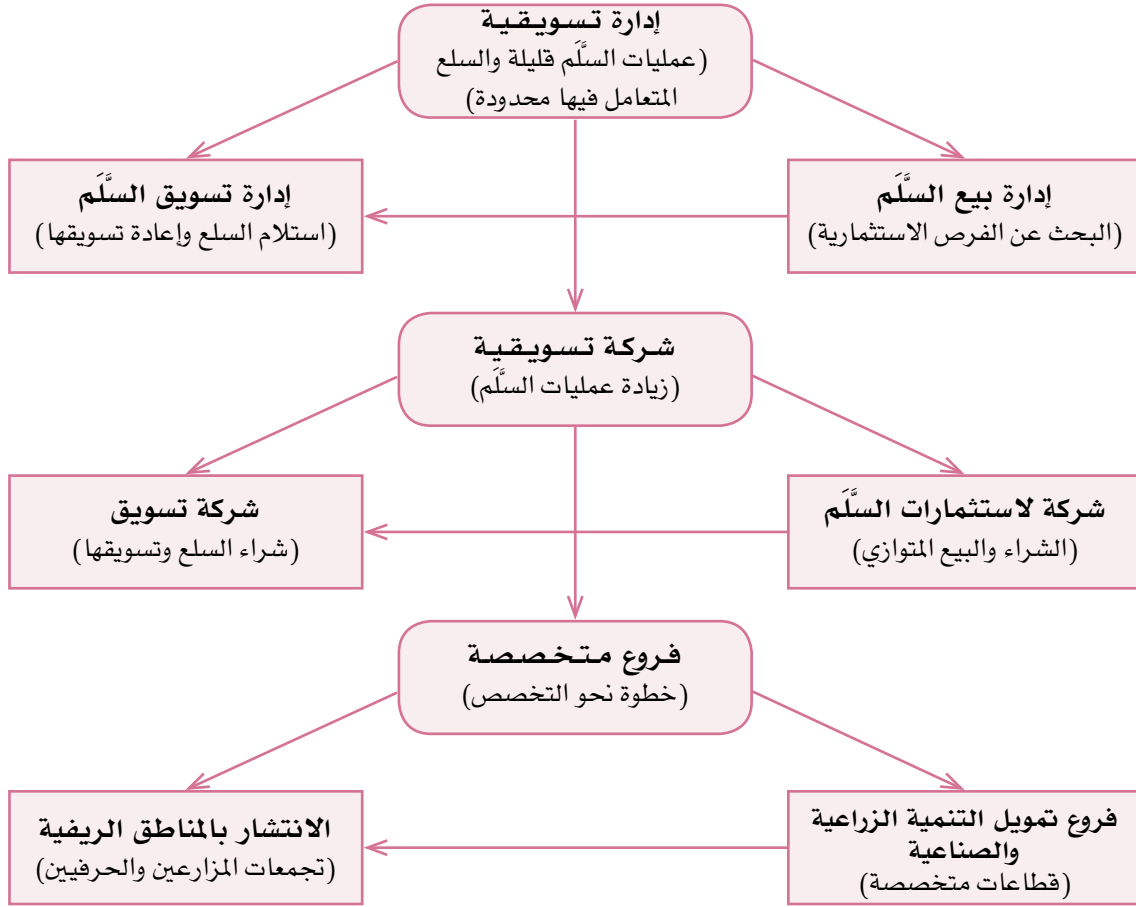 إدارة تسويقية
(عمليات السَّلَم قليلة والسلع
المتعامل فيها محدودة)
إدارة بيع السَّلَم
(البحث عن الفرص الاستثمارية)
إدارة تسويق السَّلَم
(استلام السلع وإعادة تسويقها)
شركة تسويقية
(زيادة عمليات السَّلَم)
شركة لاستثمارات السَّلَم
(الشراء والبيع المتوازي)
شركة تسويق
(شراء السلع وتسويقها)
فروع متخصصة
(خطوة نحو التخصص)
فروع تمويل التنمية الزراعية
والصناعية
(قطاعات متخصصة)
الانتشار بالمناطق الريفية
(تجمعات المزارعين والحرفيين)